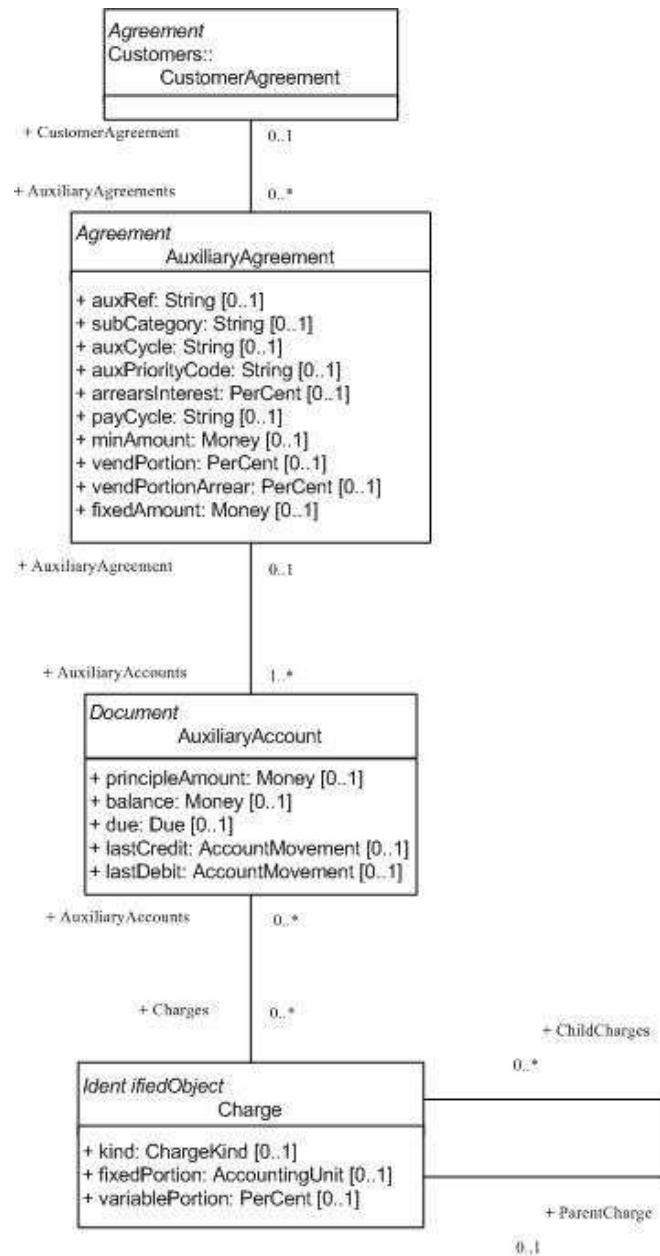 Agreement
Customers::
CustomerAgreement
+ CustomerAgreement
0..1
+ AuxiliaryAgreements
0..*
Agreement
AuxiliaryAgreement
+ auxRef: String [0..1]
+ subCategory: String [0..1]
+ auxCycle: String [0..1]
+ auxPriorityCode: String [0..1]
+ arrearsInterest: PerCent [0..1]
+ payCycle: String [0..1]
+ minAmount: Money [0..1]
+ vendPortion: PerCent [0..1]
+ vendPortionArrear: PerCent [0..1]
+ fixedAmount: Money [0..1]
+ AuxiliaryAgreement
0..1
+ AuxiliaryAccounts
1..*
Document
AuxiliaryAccount
+ principleAmount: Money [0..1]
+ balance: Money [0..1]
+ due: Due [0..1]
+ lastCredit: AccountMovement [0..1]
+ lastDebit: AccountMovement [0..1]
+ AuxiliaryAccounts
0..*
+ Charges
0..*
+ ChildCharges
0..*
Ident ifiedObject
Charge
+ kind: ChargeKind [0..1]
+ fixedPortion: AccountingUnit [0..1]
+ variablePortion: PerCent [0..1]
+ ParentCharge
0..1